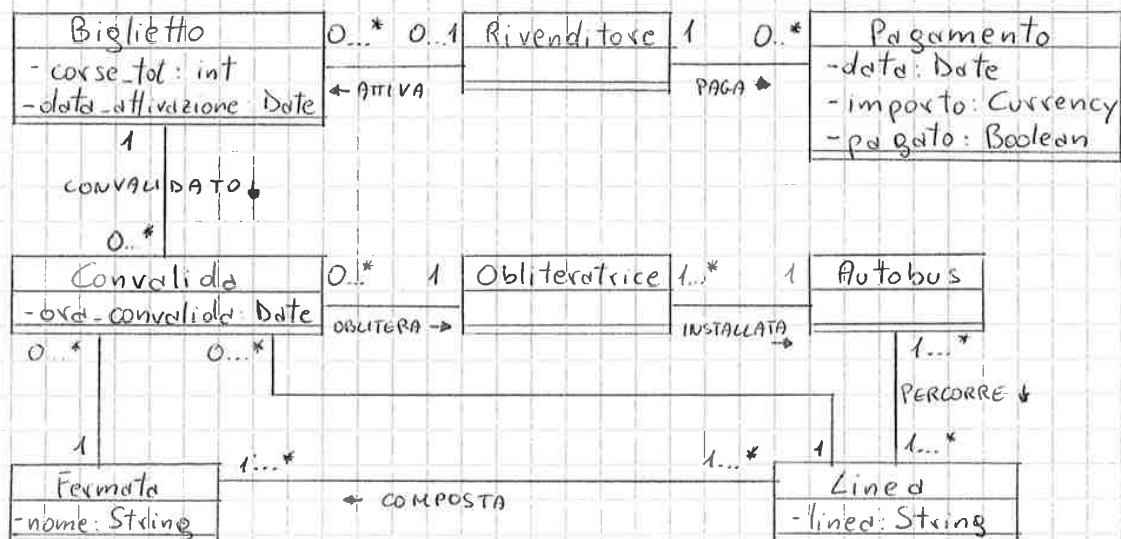 Biglietto
- corse_tot: int
- data_attivazione: Date
0...* 0...1
← ATTIVA
Rivenditore
1 0..*
PAGA →
Pagamento
- data: Date
- importo: Currency
- pagato: Boolean
1
CONVALIDATO ↓
0..*
Convalida
- ora_convalida: Date
0...* 1
OBLITERA →
Obliteratrice
1...* 1
INSTALLATA →
Autobus
0...* 0...*
1...*
PERCORRE ↓
1 1...* 1...* 1 1...*
Fermata
- nome: String
← COMPOSTA
Linea
- linea: String